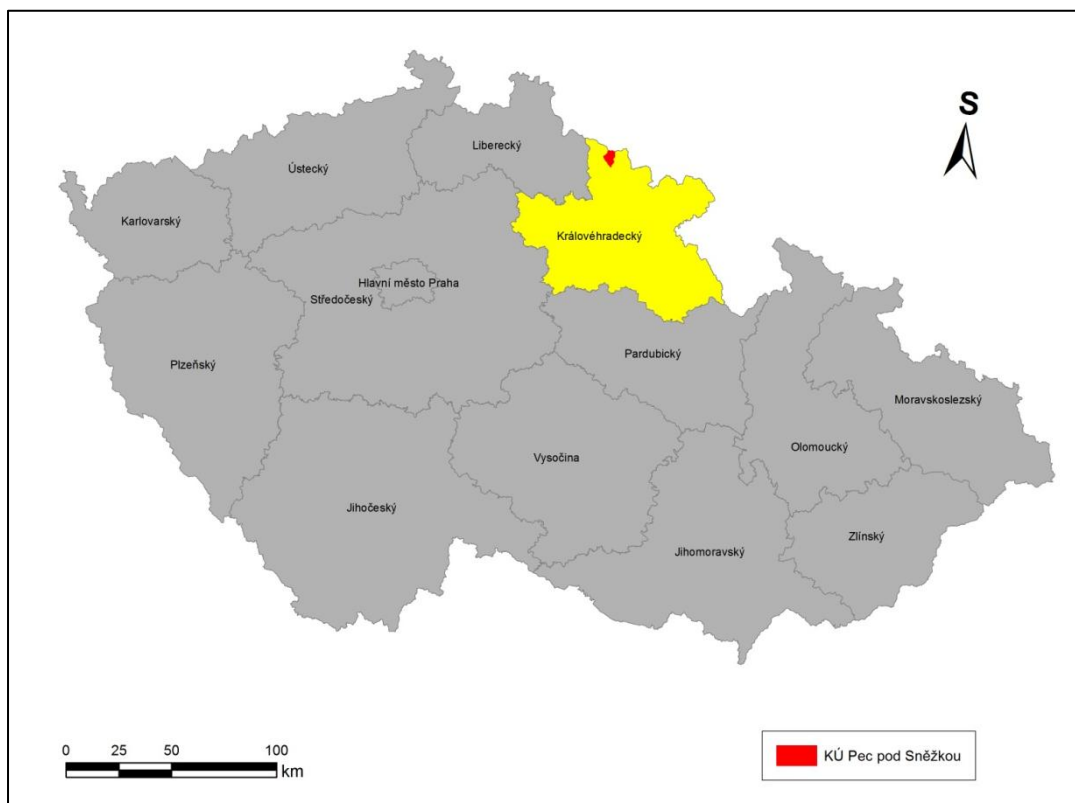 S
Liberecký
Ústecký
Karlovarský
Královéhradecký
Hlavní město Praha
Středočeský
Pardubický
Plzeňský
Moravskoslezský
Olomoucký
Vysočina
Jihočeský
Zlínský
Jihomoravský
0 25 50 100
km
KÚ Pec pod Sněžkou